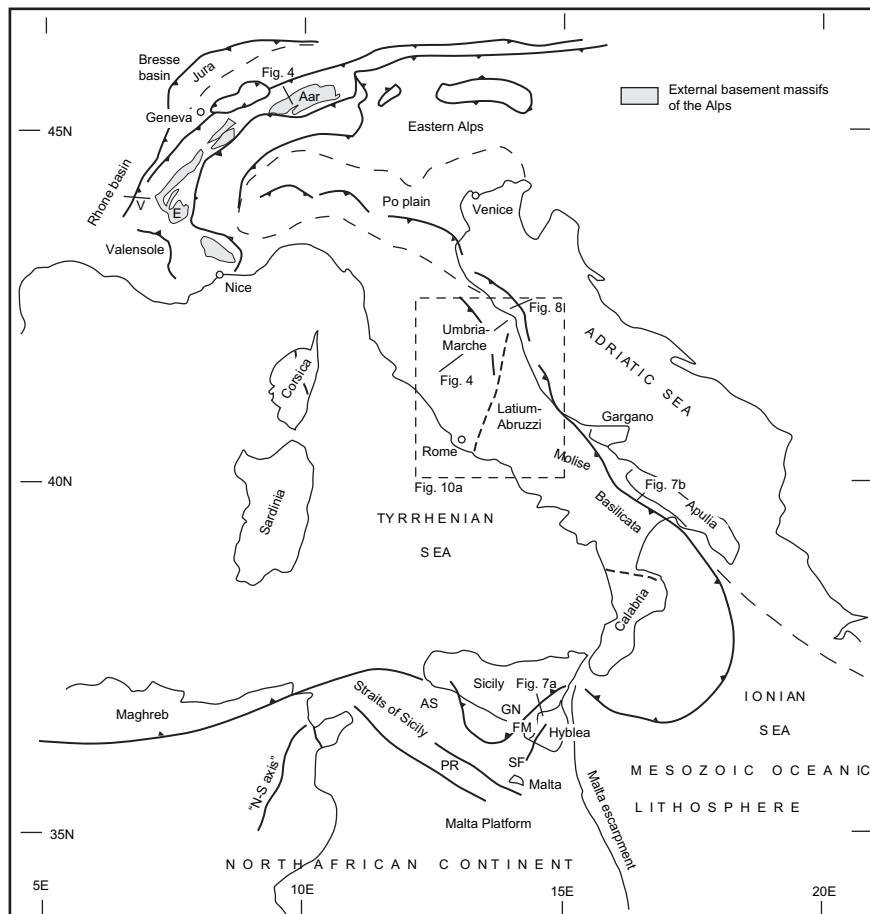 Bresse
basin
Jura
Fig. 4
Aar
Geneva
External basement massifs
of the Alps
45N
Eastern Alps
Rhone basin
V
E
Po plain
Venice
Valensole
Nice
Fig. 8
Umbria-
Marche
ADRIATIC SEA
Corsica
Fig. 4
Latium-
Abruzzi
Gargano
Rome
Molise
40N
Fig. 10a
Fig. 7b
Sardinia
Basilicata
Apulia
TYRRHENIAN
SEA
Calabria
Sicily
Fig. 7a
Straits of Sicily
AS
GN
IONIAN
Maghreb
FM
Hyblea
SEA
SF
PR
"N-S axis"
Malta
Malta escarpment
MESOZOIC OCEANIC
LITHOSPHERE
35N
Malta Platform
NORTH AFRICAN CONTINENT
5E
10E
15E
20E